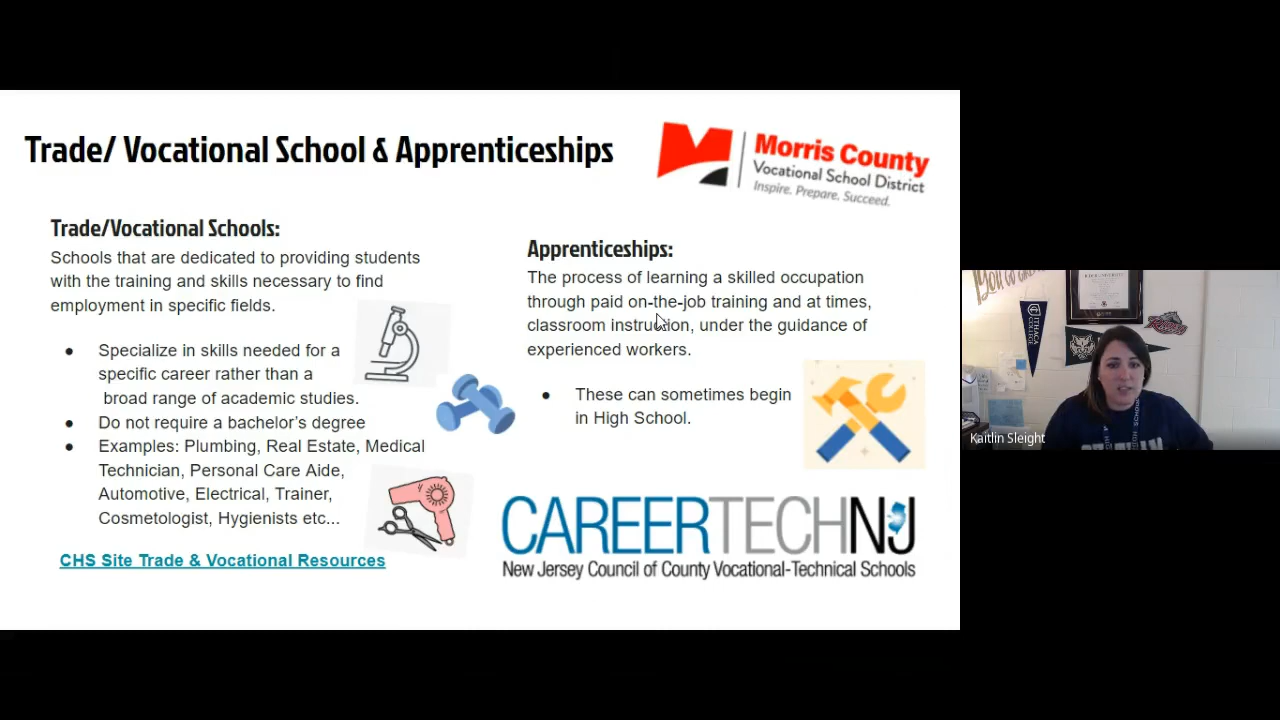 Trade/ Vocational School & Apprenticeships
Morris County
Vocational School District
Inspire. Prepare. Succeed.
Trade/Vocational Schools:
Schools that are dedicated to providing students
with the training and skills necessary to find
employment in specific fields.
● Specialize in skills needed for a
specific career rather than a
broad range of academic studies.
● Do not require a bachelor's degree
● Examples: Plumbing, Real Estate, Medical
Technician, Personal Care Aide,
Automotive, Electrical, Trainer,
Cosmetologist, Hygienists etc...
CHS Site Trade & Vocational Resources
Apprenticeships:
The process of learning a skilled occupation
through paid on-the-job training and at times,
classroom instruction, under the guidance of
experienced workers.
● These can sometimes begin
in High School.
CAREERTECHNJ
New Jersey Council of County Vocational-Technical Schools
ITHACA
COLLEGE
Kaitlin Sleight